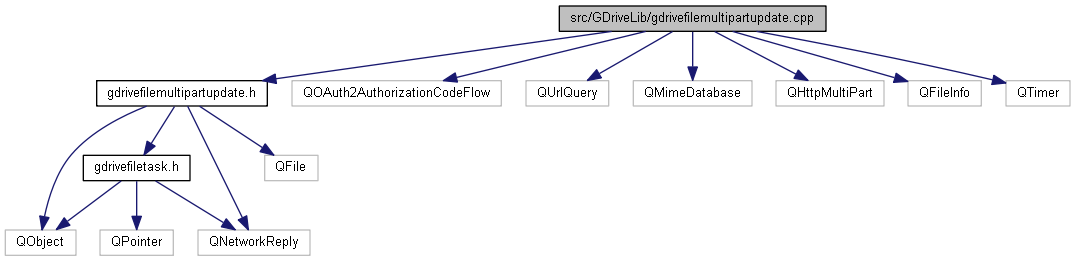 src/GDriveLib/gdrivefilemultipartupdate.cpp
gdrivefilemultipartupdate.h
QOAuth2AuthorizationCodeFlow
QUrlQuery
QMimeDatabase
QHttpMultiPart
QFileInfo
QTimer
gdrivefiletask.h
QFile
QObject
QPointer
QNetworkReply